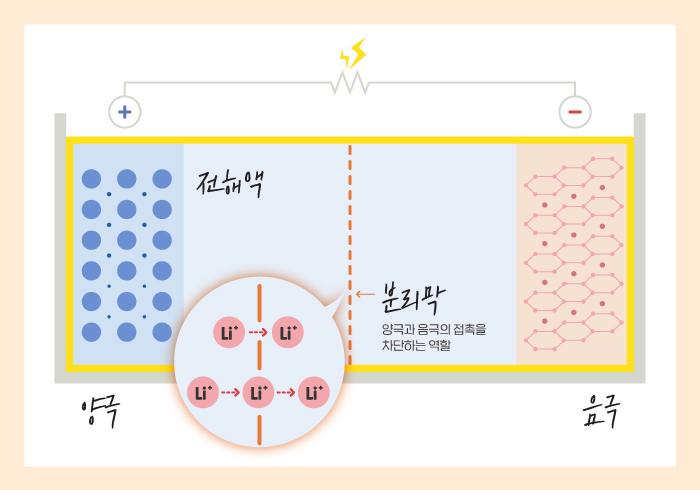 +
−
전해액
분리막
양극과 음극의 접촉을
차단하는 역할
Li+ Li+
Li+ Li+ Li+
양극
음극